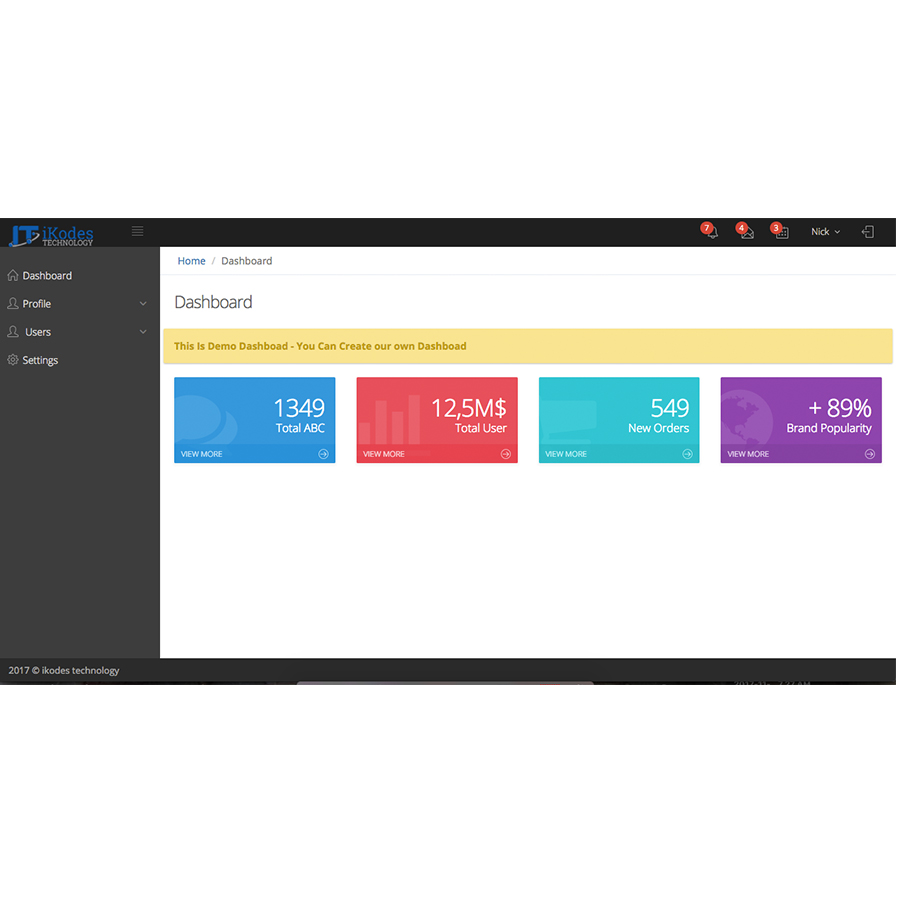 iKodes
TECHNOLOGY
7
4
3
Nick
Dashboard
Profile
Users
Settings
Home / Dashboard
Dashboard
This Is Demo Dashboad - You Can Create our own Dashboad
1349
Total ABC
VIEW MORE
12,5M$
Total User
VIEW MORE
549
New Orders
VIEW MORE
+ 89%
Brand Popularity
VIEW MORE
2017 © ikodes technology